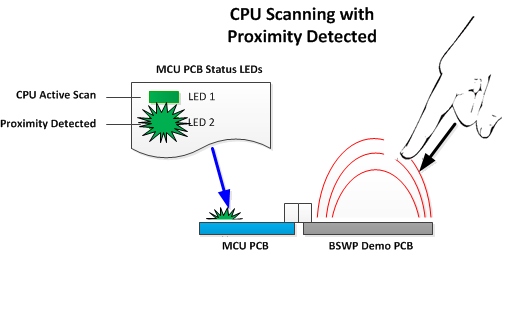 CPU Scanning with
Proximity Detected
MCU PCB Status LEDs
CPU Active Scan
LED 1
Proximity Detected
LED 2
MCU PCB
BSWP Demo PCB